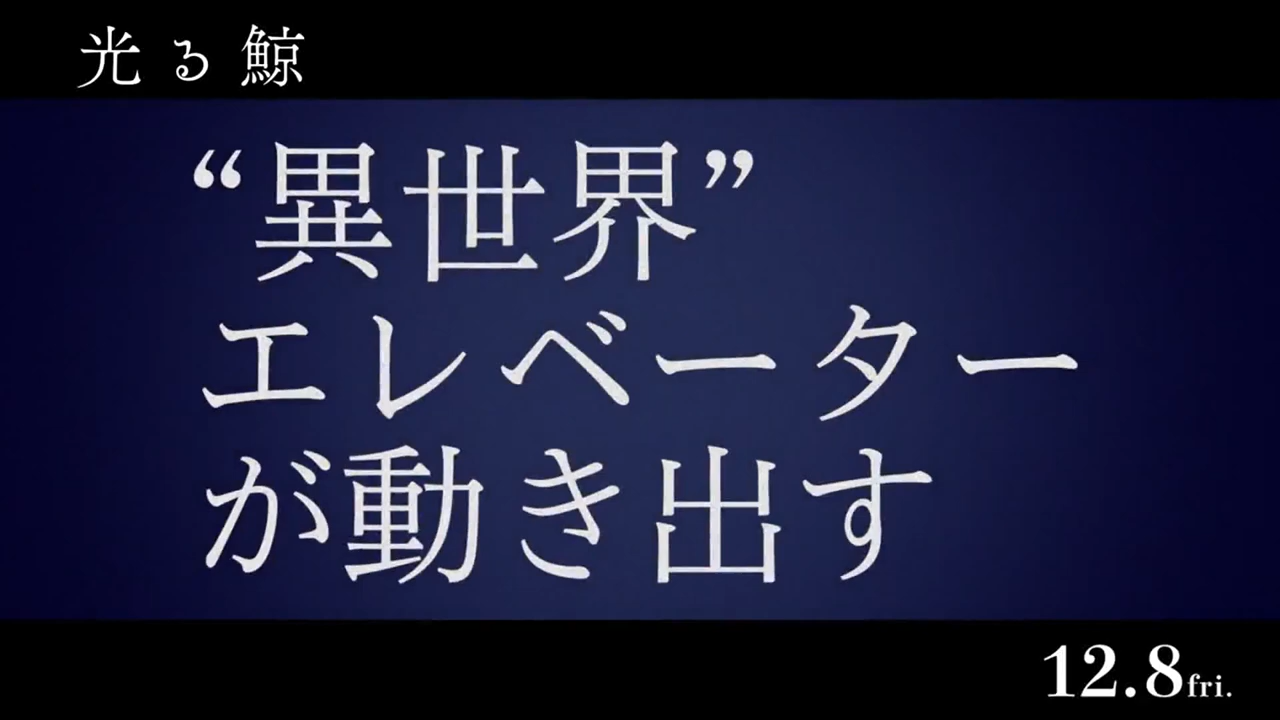 光る鯨
“異世界”
エレベーター
が動き出す
12.8fri.